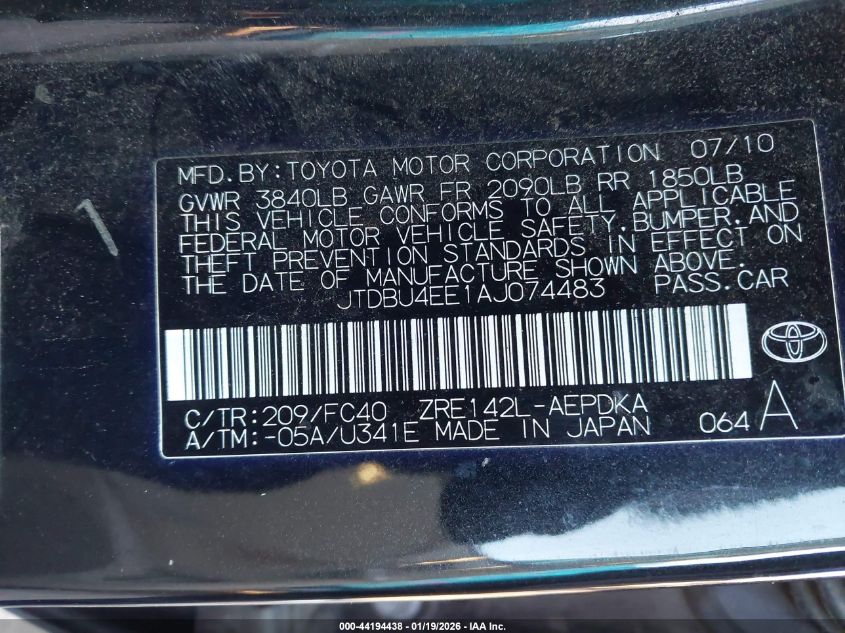 MFD.BY:TOYOTA MOTOR CORPORATION 07/10
GVWR 3840LB GAWR FR 2090LB RR 1850LB
THIS VEHICLE CONFORMS TO ALL APPLICABLE
FEDERAL MOTOR VEHICLE SAFETY,BUMPER,AND
THEFT PREVENTION STANDARDS IN EFFECT ON
THE DATE OF MANUFACTURE SHOWN ABOVE.
JTDBU4EE1AJ074483 PASS.CAR
C/TR:209/FC40 ZRE142L-AEPDKA
A/TM:-05A/U341E MADE IN JAPAN 064 A
000-44194438 - 01/19/2026 - IAA Inc.